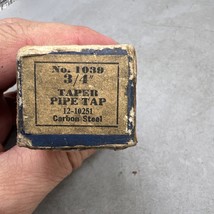 No. 1039
3/4"
TAPER
PIPE TAP
12-10251
Carbon Steel